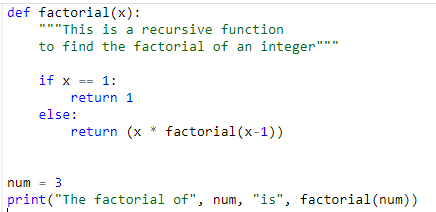 def factorial(x):
    """This is a recursive function
    to find the factorial of an integer"""

    if x == 1:
        return 1
    else:
        return (x * factorial(x-1))


num = 3
print("The factorial of", num, "is", factorial(num))